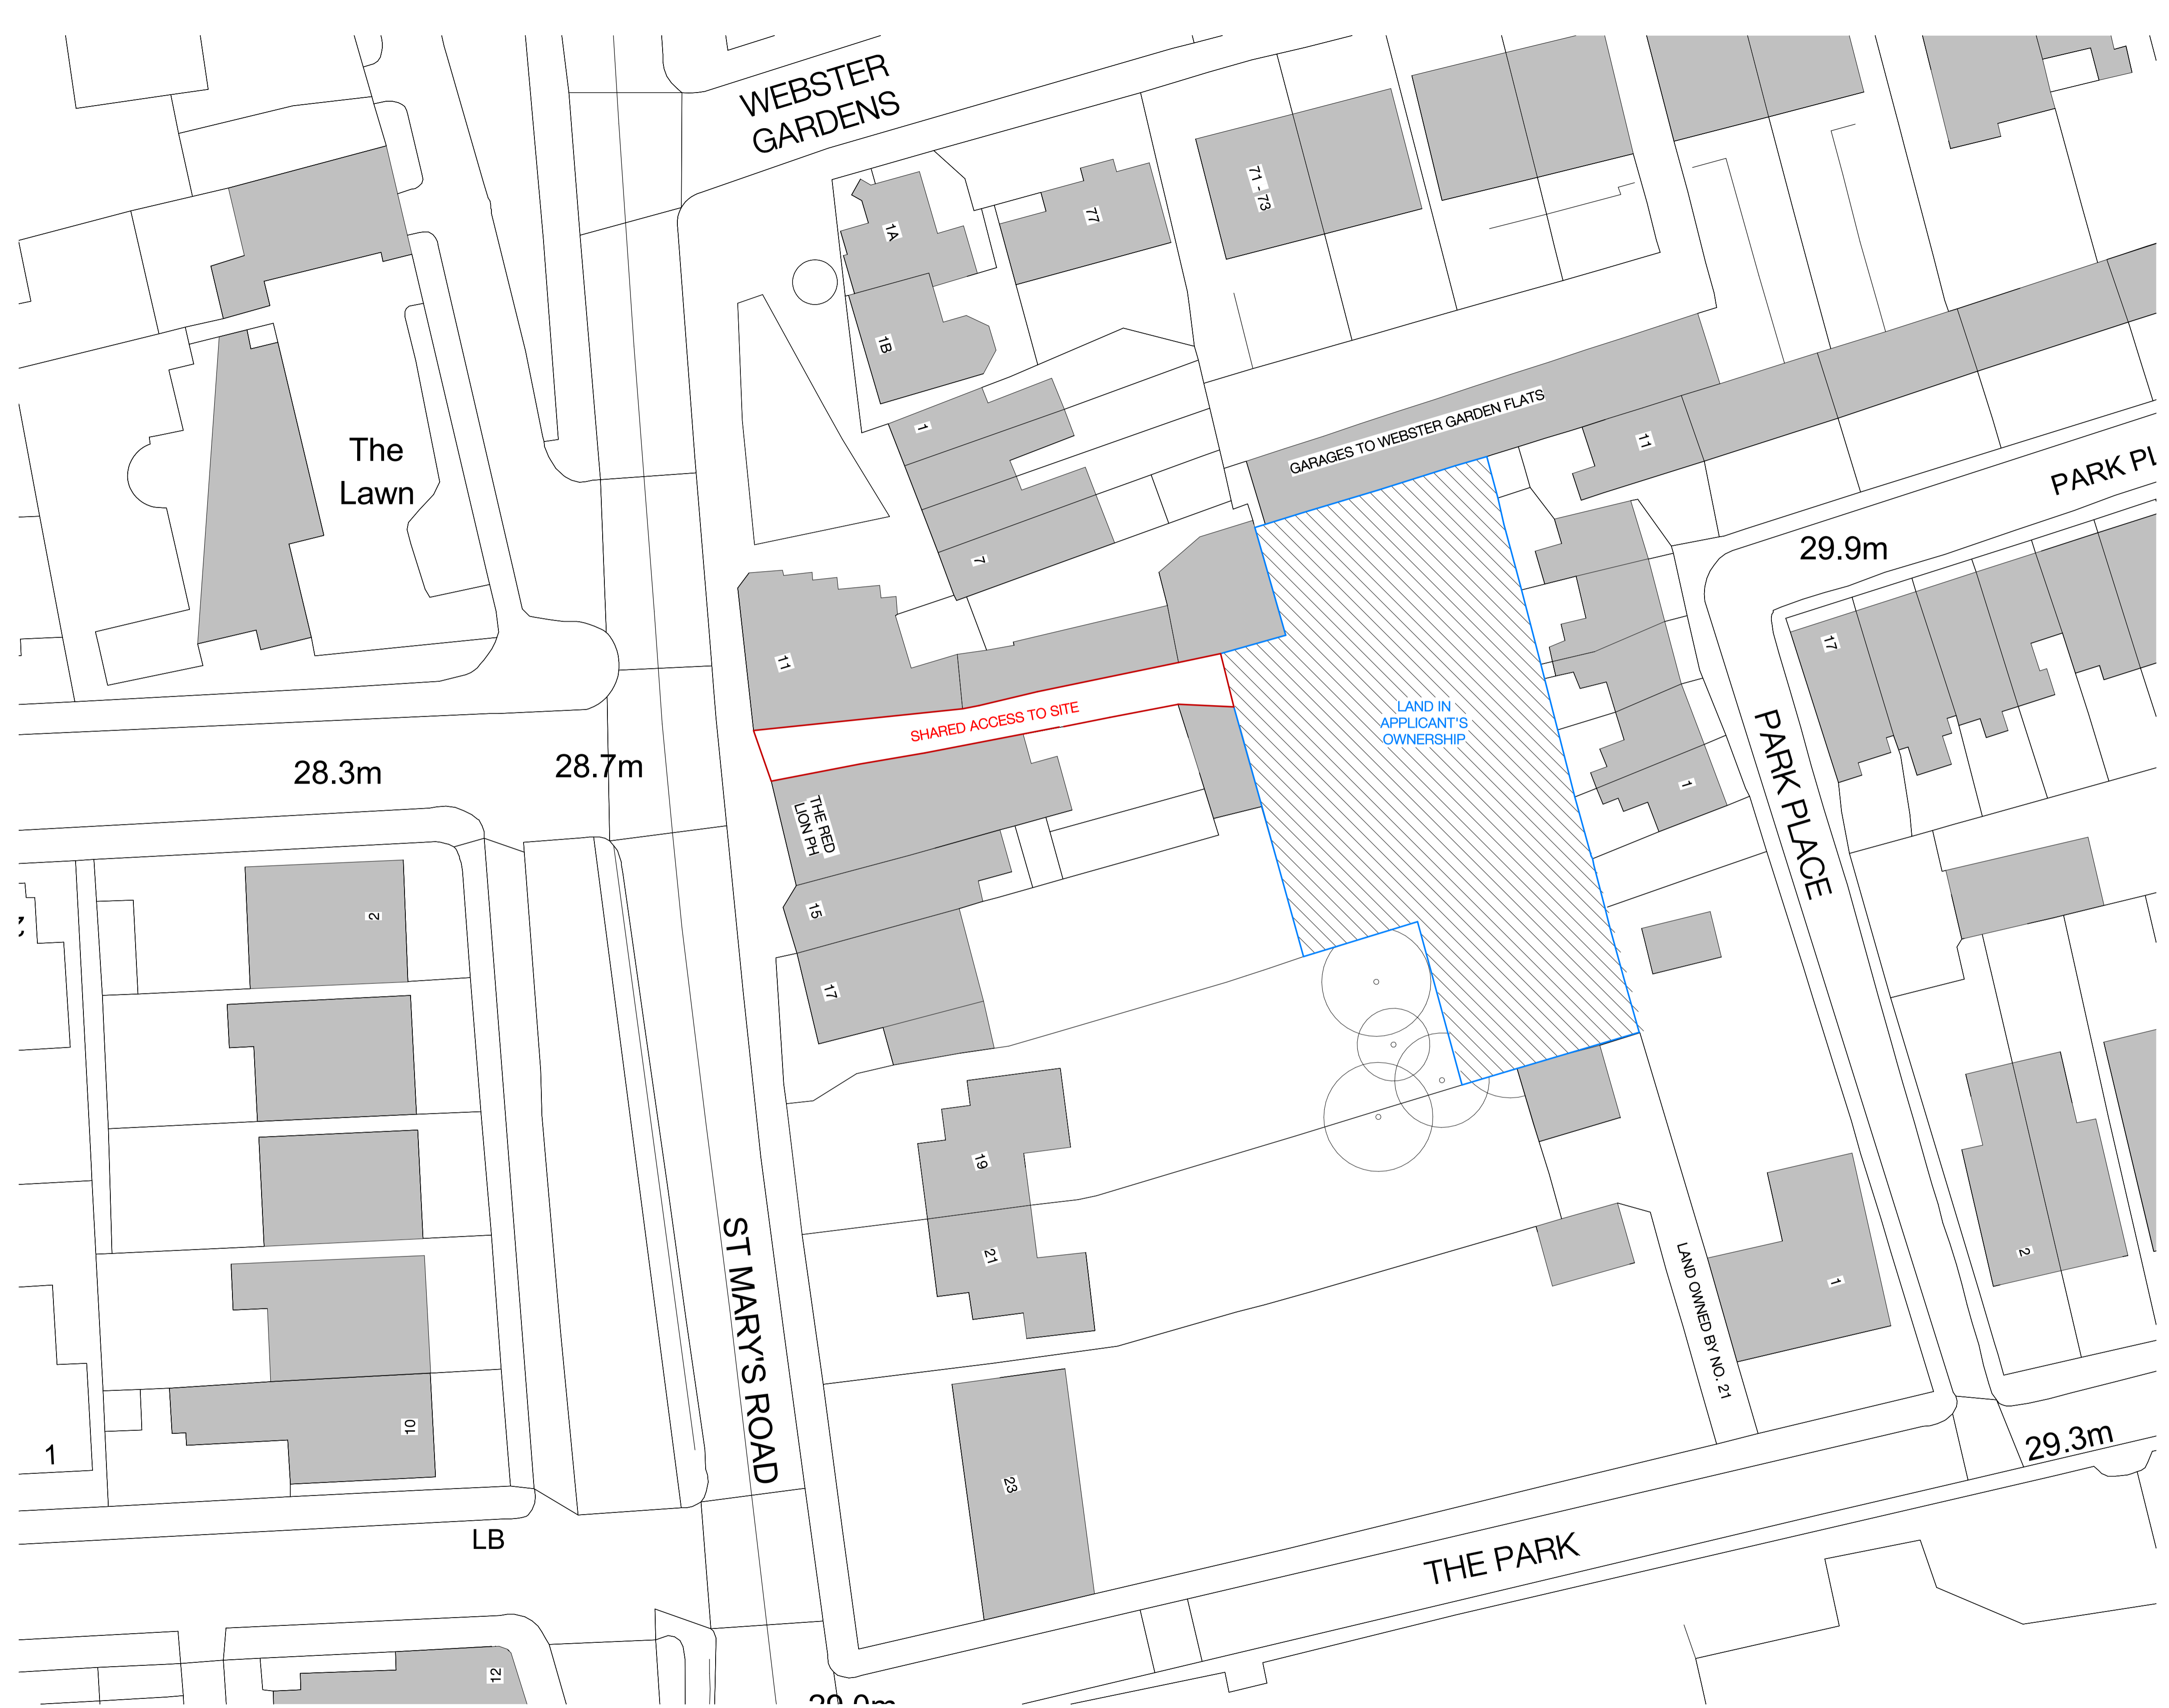 WEBSTER
GARDENS
1A
77
71 - 73
1B
1
GARAGES TO WEBSTER GARDEN FLATS
11
PARK PL
The
Lawn
7
29.9m
11
17
SHARED ACCESS TO SITE
LAND IN
APPLICANT'S
OWNERSHIP
28.3m
28.7m
THE RED
LION PH
1
PARK PLACE
2
15
17
19
21
ST MARY'S ROAD
LAND OWNED BY NO. 21
1
2
10
1
23
29.3m
LB
THE PARK
12
29.0m